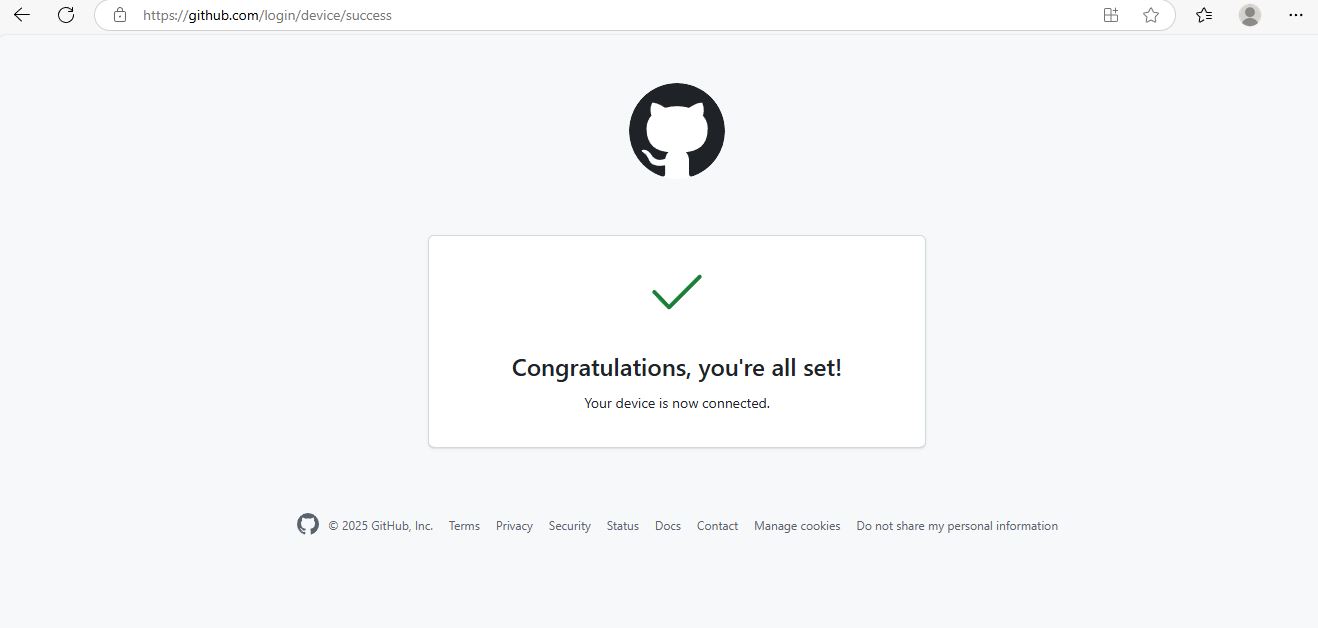 https://github.com/login/device/success
Congratulations, you're all set!
Your device is now connected.
© 2025 GitHub, Inc. Terms Privacy Security Status Docs Contact Manage cookies Do not share my personal information